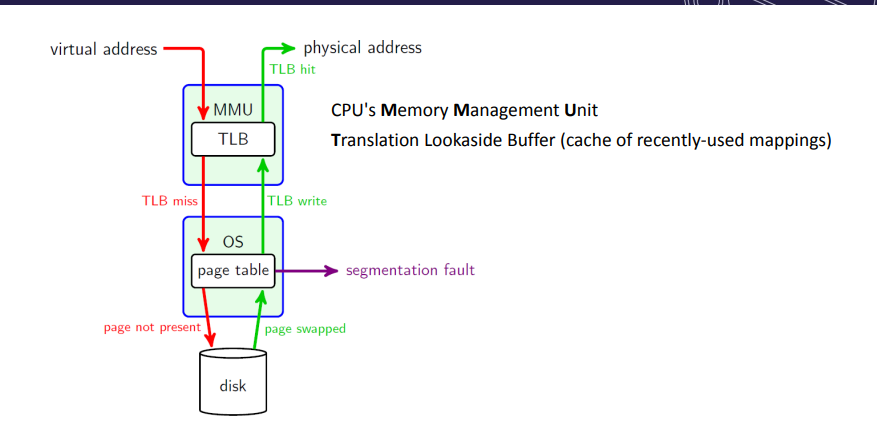 virtual address
physical address
TLB hit
MMU
CPU's Memory Management Unit
TLB
Translation Lookaside Buffer (cache of recently-used mappings)
TLB miss
TLB write
OS
page table
segmentation fault
page not present
page swapped
disk